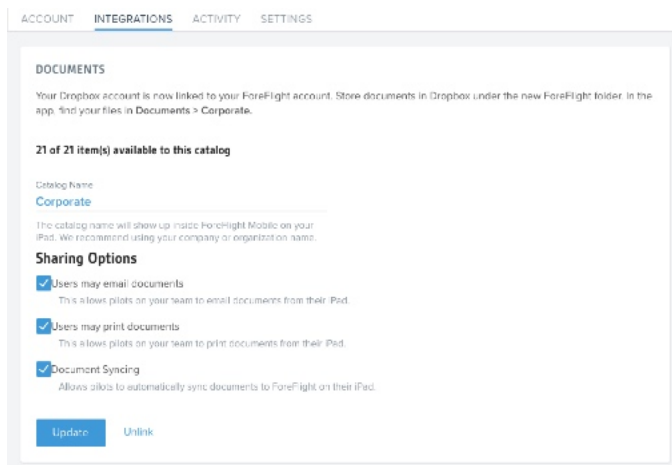 ACCOUNT INTEGRATIONS ACTIVITY SETTINGS
DOCUMENTS
Your Dropbox account is now linked to your ForeFlight account. Store documents in Dropbox under the new ForeFlight folder. In the
app, find your files in Documents > Corporate.
21 of 21 item(s) available to this catalog
Catalog Name
Corporate
The catalog name will show up inside ForeFlight Mobile on your
iPad. We recommend using your company or organization name.
Sharing Options
Users may email documents
This allows pilots on your team to email documents from their iPad.
Users may print documents
This allows pilots on your team to print documents from their iPad.
Document Syncing
Allows pilots to automatically sync documents to ForeFlight on their iPad.
Update Unlink